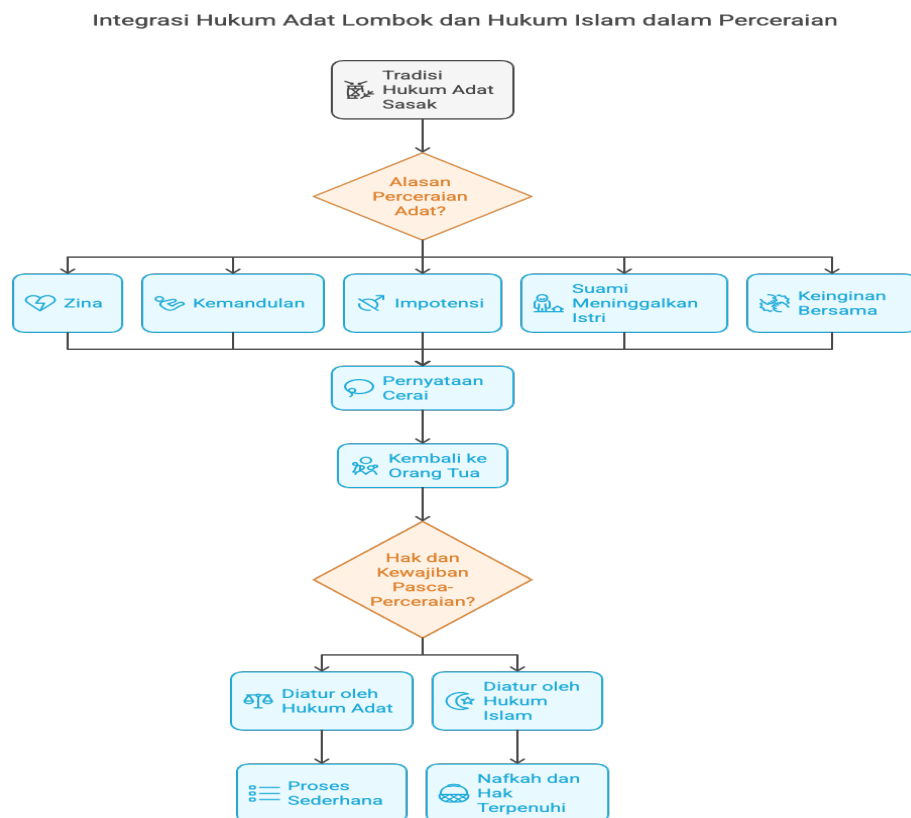 Integrasi Hukum Adat Lombok dan Hukum Islam dalam Perceraian
Tradisi
Hukum Adat
Sasak
Alasan
Perceraian
Adat?
Zina
Kemandulan
Impotensi
Suami
Meninggalkan
Istri
Keinginan
Bersama
Pernyataan
Cerai
Kembali ke
Orang Tua
Hak dan
Kewajiban
Pasca-
Perceraian?
Diatur oleh
Hukum Adat
Diatur oleh
Hukum
Islam
Proses
Sederhana
Nafkah dan
Hak
Terpenuhi